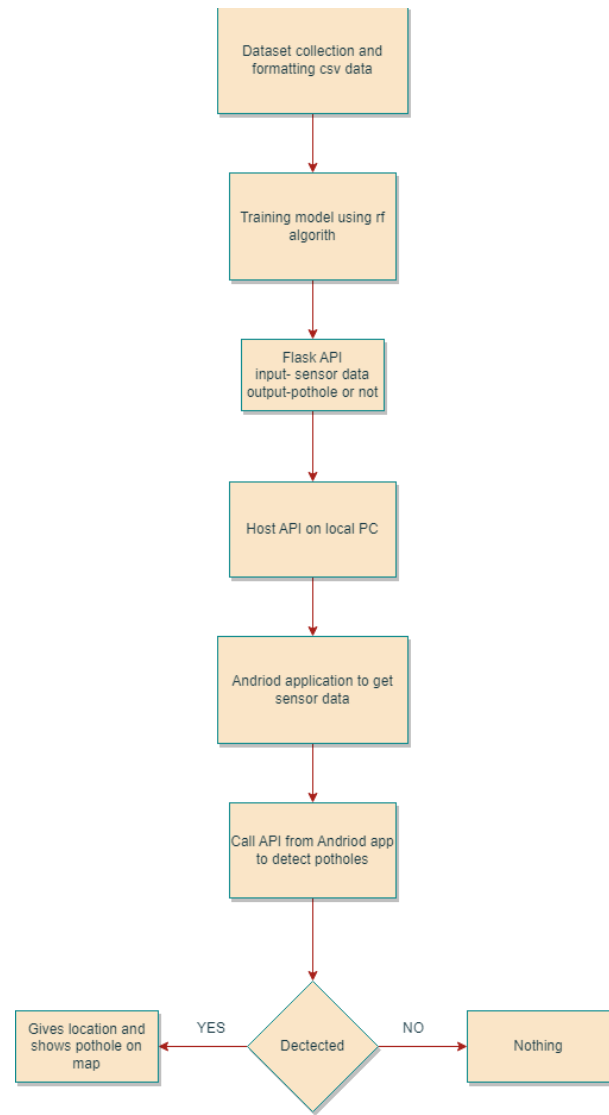 Dataset collection and
formatting csv data
Training model using rf
algorith
Flask API
input- sensor data
output-pothole or not
Host API on local PC
Andriod application to get
sensor data
Call API from Andriod app
to detect potholes
YES
NO
Gives location and
shows pothole on
map
Dectected
Nothing